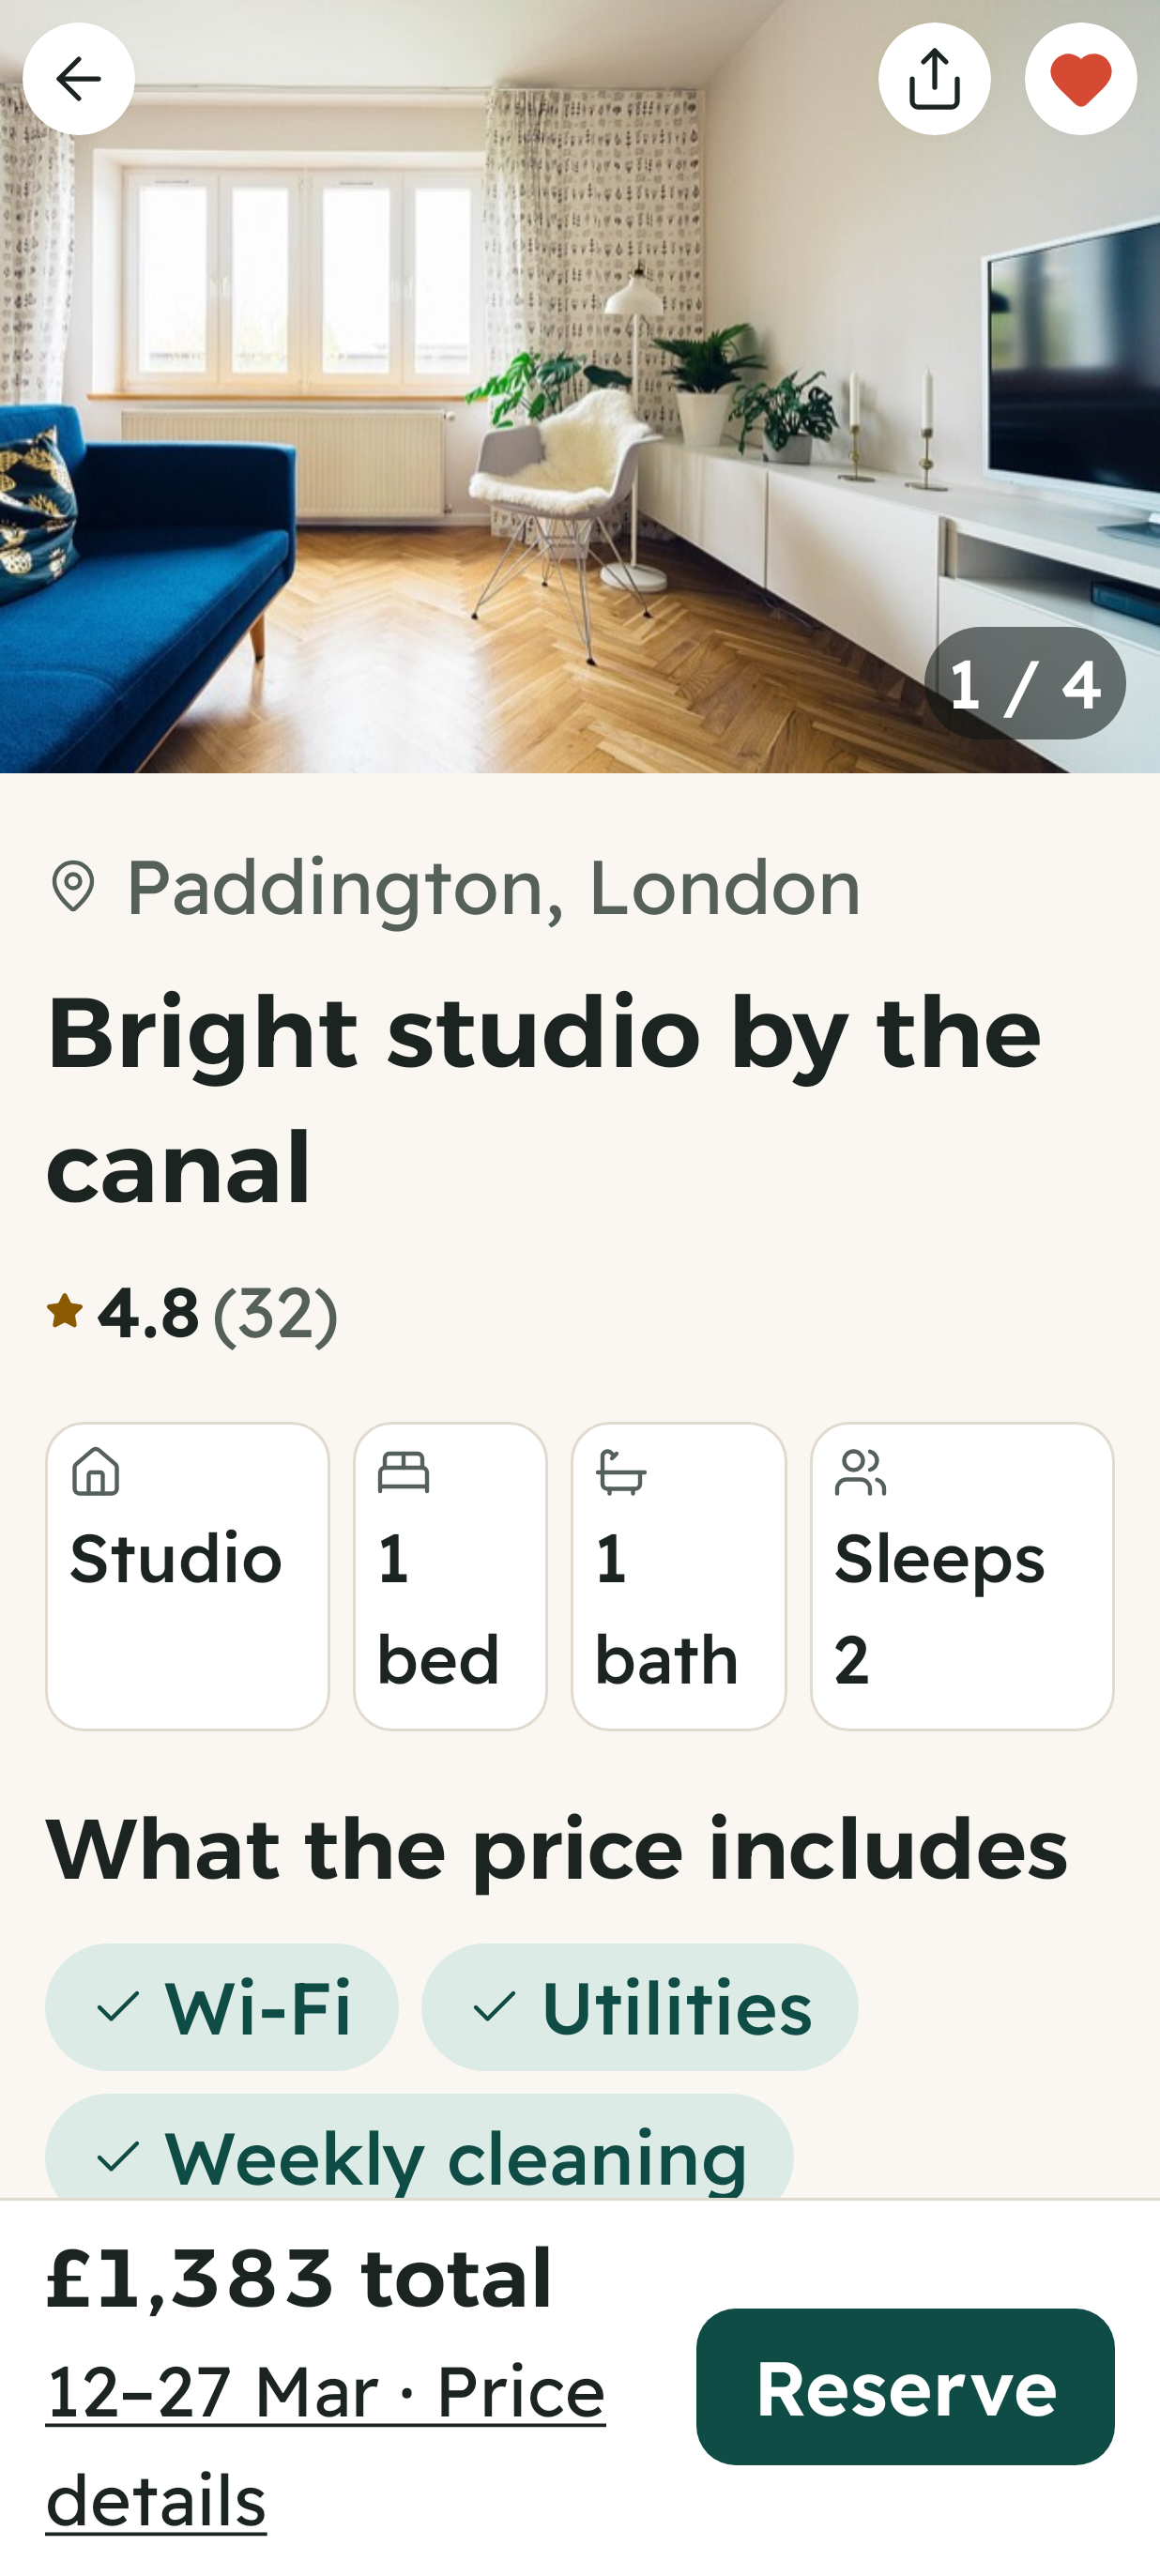 1 / 4
Paddington, London
Bright studio by the
canal
4.8 (32)
Studio
1
bed
1
bath
Sleeps
2
What the price includes
Wi-Fi
Utilities
Weekly cleaning
£1,383 total
12–27 Mar · Price
details
Reserve